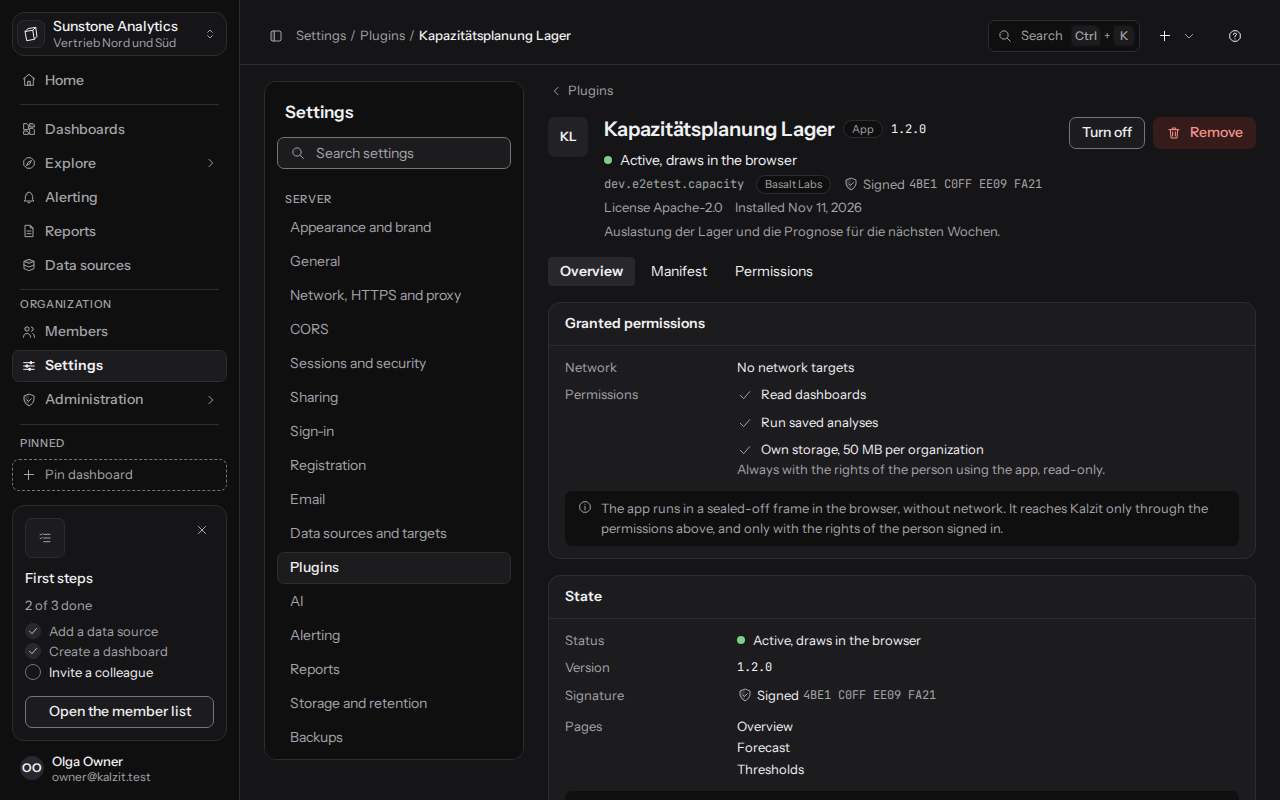 Sunstone Analytics
Vertrieb Nord und Süd
Home
Dashboards
Explore
Alerting
Reports
Data sources
ORGANIZATION
Members
Settings
Administration
PINNED
Pin dashboard
First steps
2 of 3 done
Add a data source
Create a dashboard
Invite a colleague
Open the member list
OO
Olga Owner
owner@kalzit.test
Settings / Plugins / Kapazitätsplanung Lager
Search Ctrl + K
Settings
Search settings
SERVER
Appearance and brand
General
Network, HTTPS and proxy
CORS
Sessions and security
Sharing
Sign-in
Registration
Email
Data sources and targets
Plugins
AI
Alerting
Reports
Storage and retention
Backups
Plugins
KL
Kapazitätsplanung Lager App 1.2.0
Turn off
Remove
Active, draws in the browser
dev.e2etest.capacity Basalt Labs Signed 4BE1 C0FF EE09 FA21
License Apache-2.0 Installed Nov 11, 2026
Auslastung der Lager und die Prognose für die nächsten Wochen.
Overview Manifest Permissions
Granted permissions
Network No network targets
Permissions Read dashboards
Run saved analyses
Own storage, 50 MB per organization
Always with the rights of the person using the app, read-only.
The app runs in a sealed-off frame in the browser, without network. It reaches Kalzit only through the
permissions above, and only with the rights of the person signed in.
State
Status Active, draws in the browser
Version 1.2.0
Signature Signed 4BE1 C0FF EE09 FA21
Pages Overview
Forecast
Thresholds